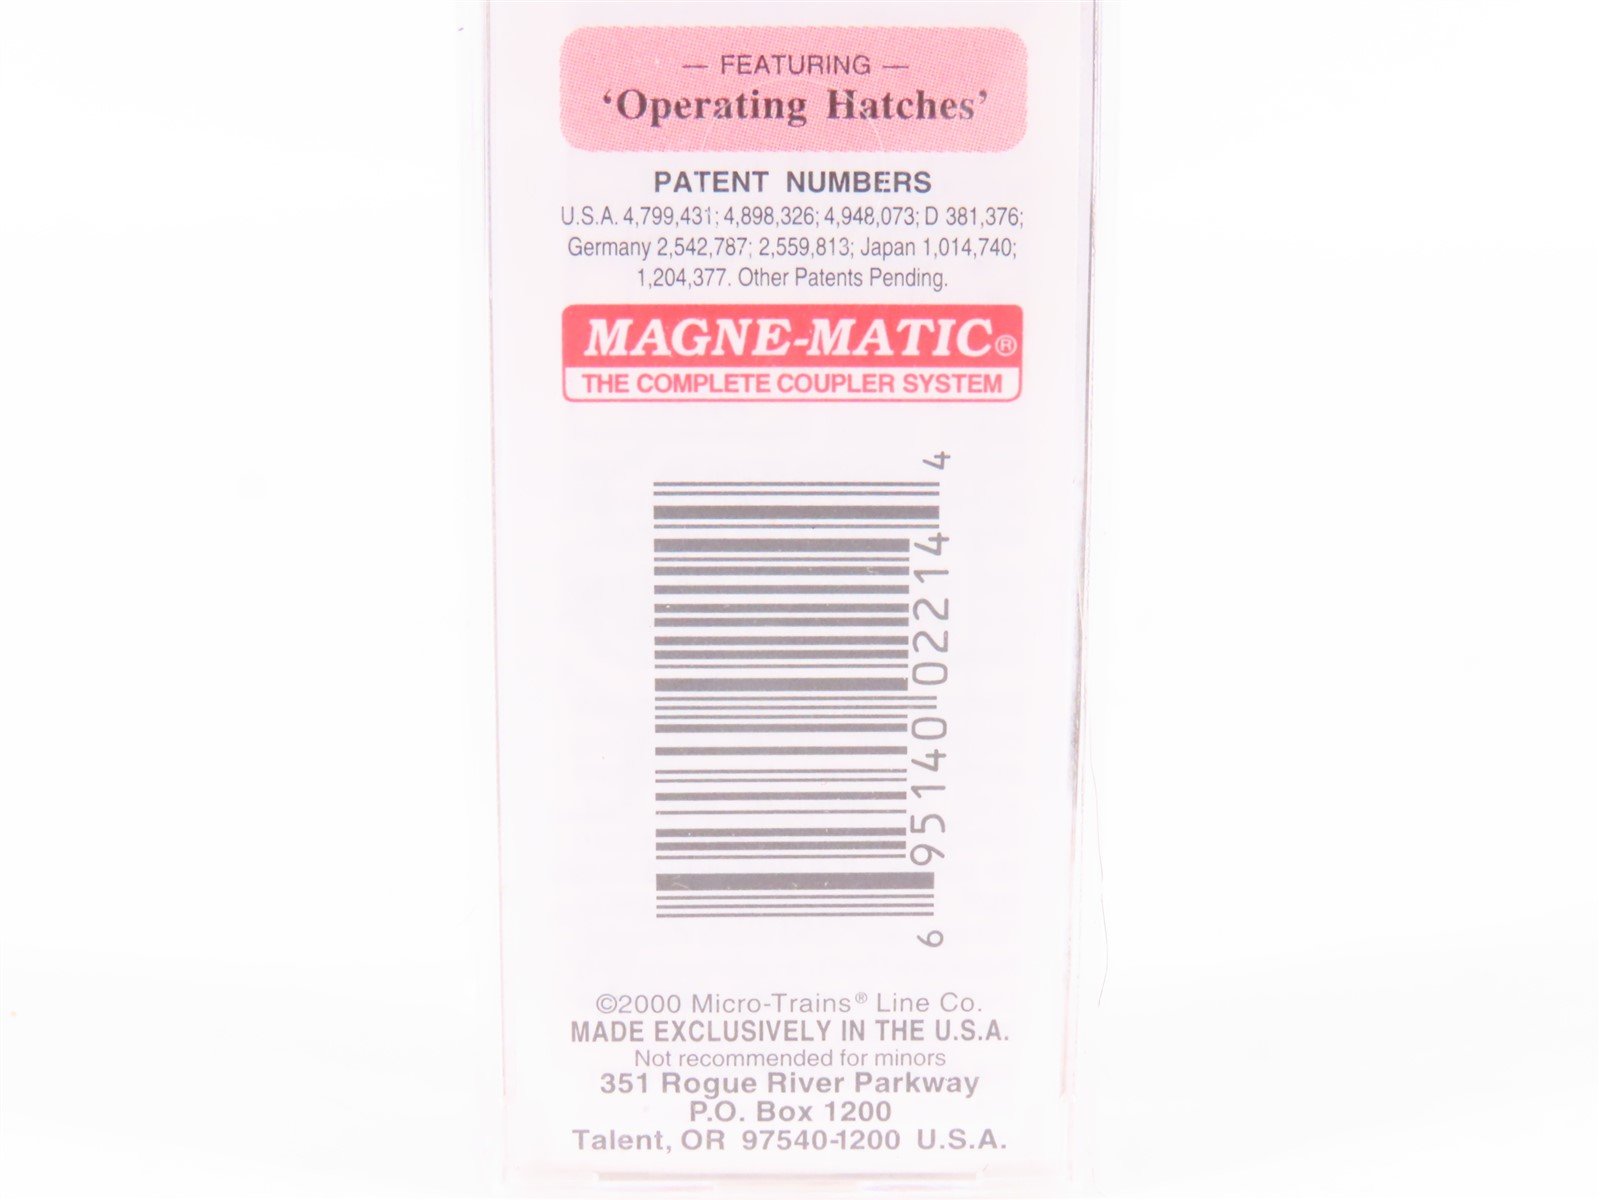 — FEATURING —
‘Operating Hatches’
PATENT NUMBERS
U.S.A. 4,799,431; 4,898,326; 4,948,073; D 381,376;
Germany 2,542,787; 2,559,813; Japan 1,014,740;
1,204,377. Other Patents Pending.
MAGNE-MATIC®
THE COMPLETE COUPLER SYSTEM
6 95140 02214 4
©2000 Micro-Trains® Line Co.
MADE EXCLUSIVELY IN THE U.S.A.
Not recommended for minors
351 Rogue River Parkway
P.O. Box 1200
Talent, OR 97540-1200 U.S.A.